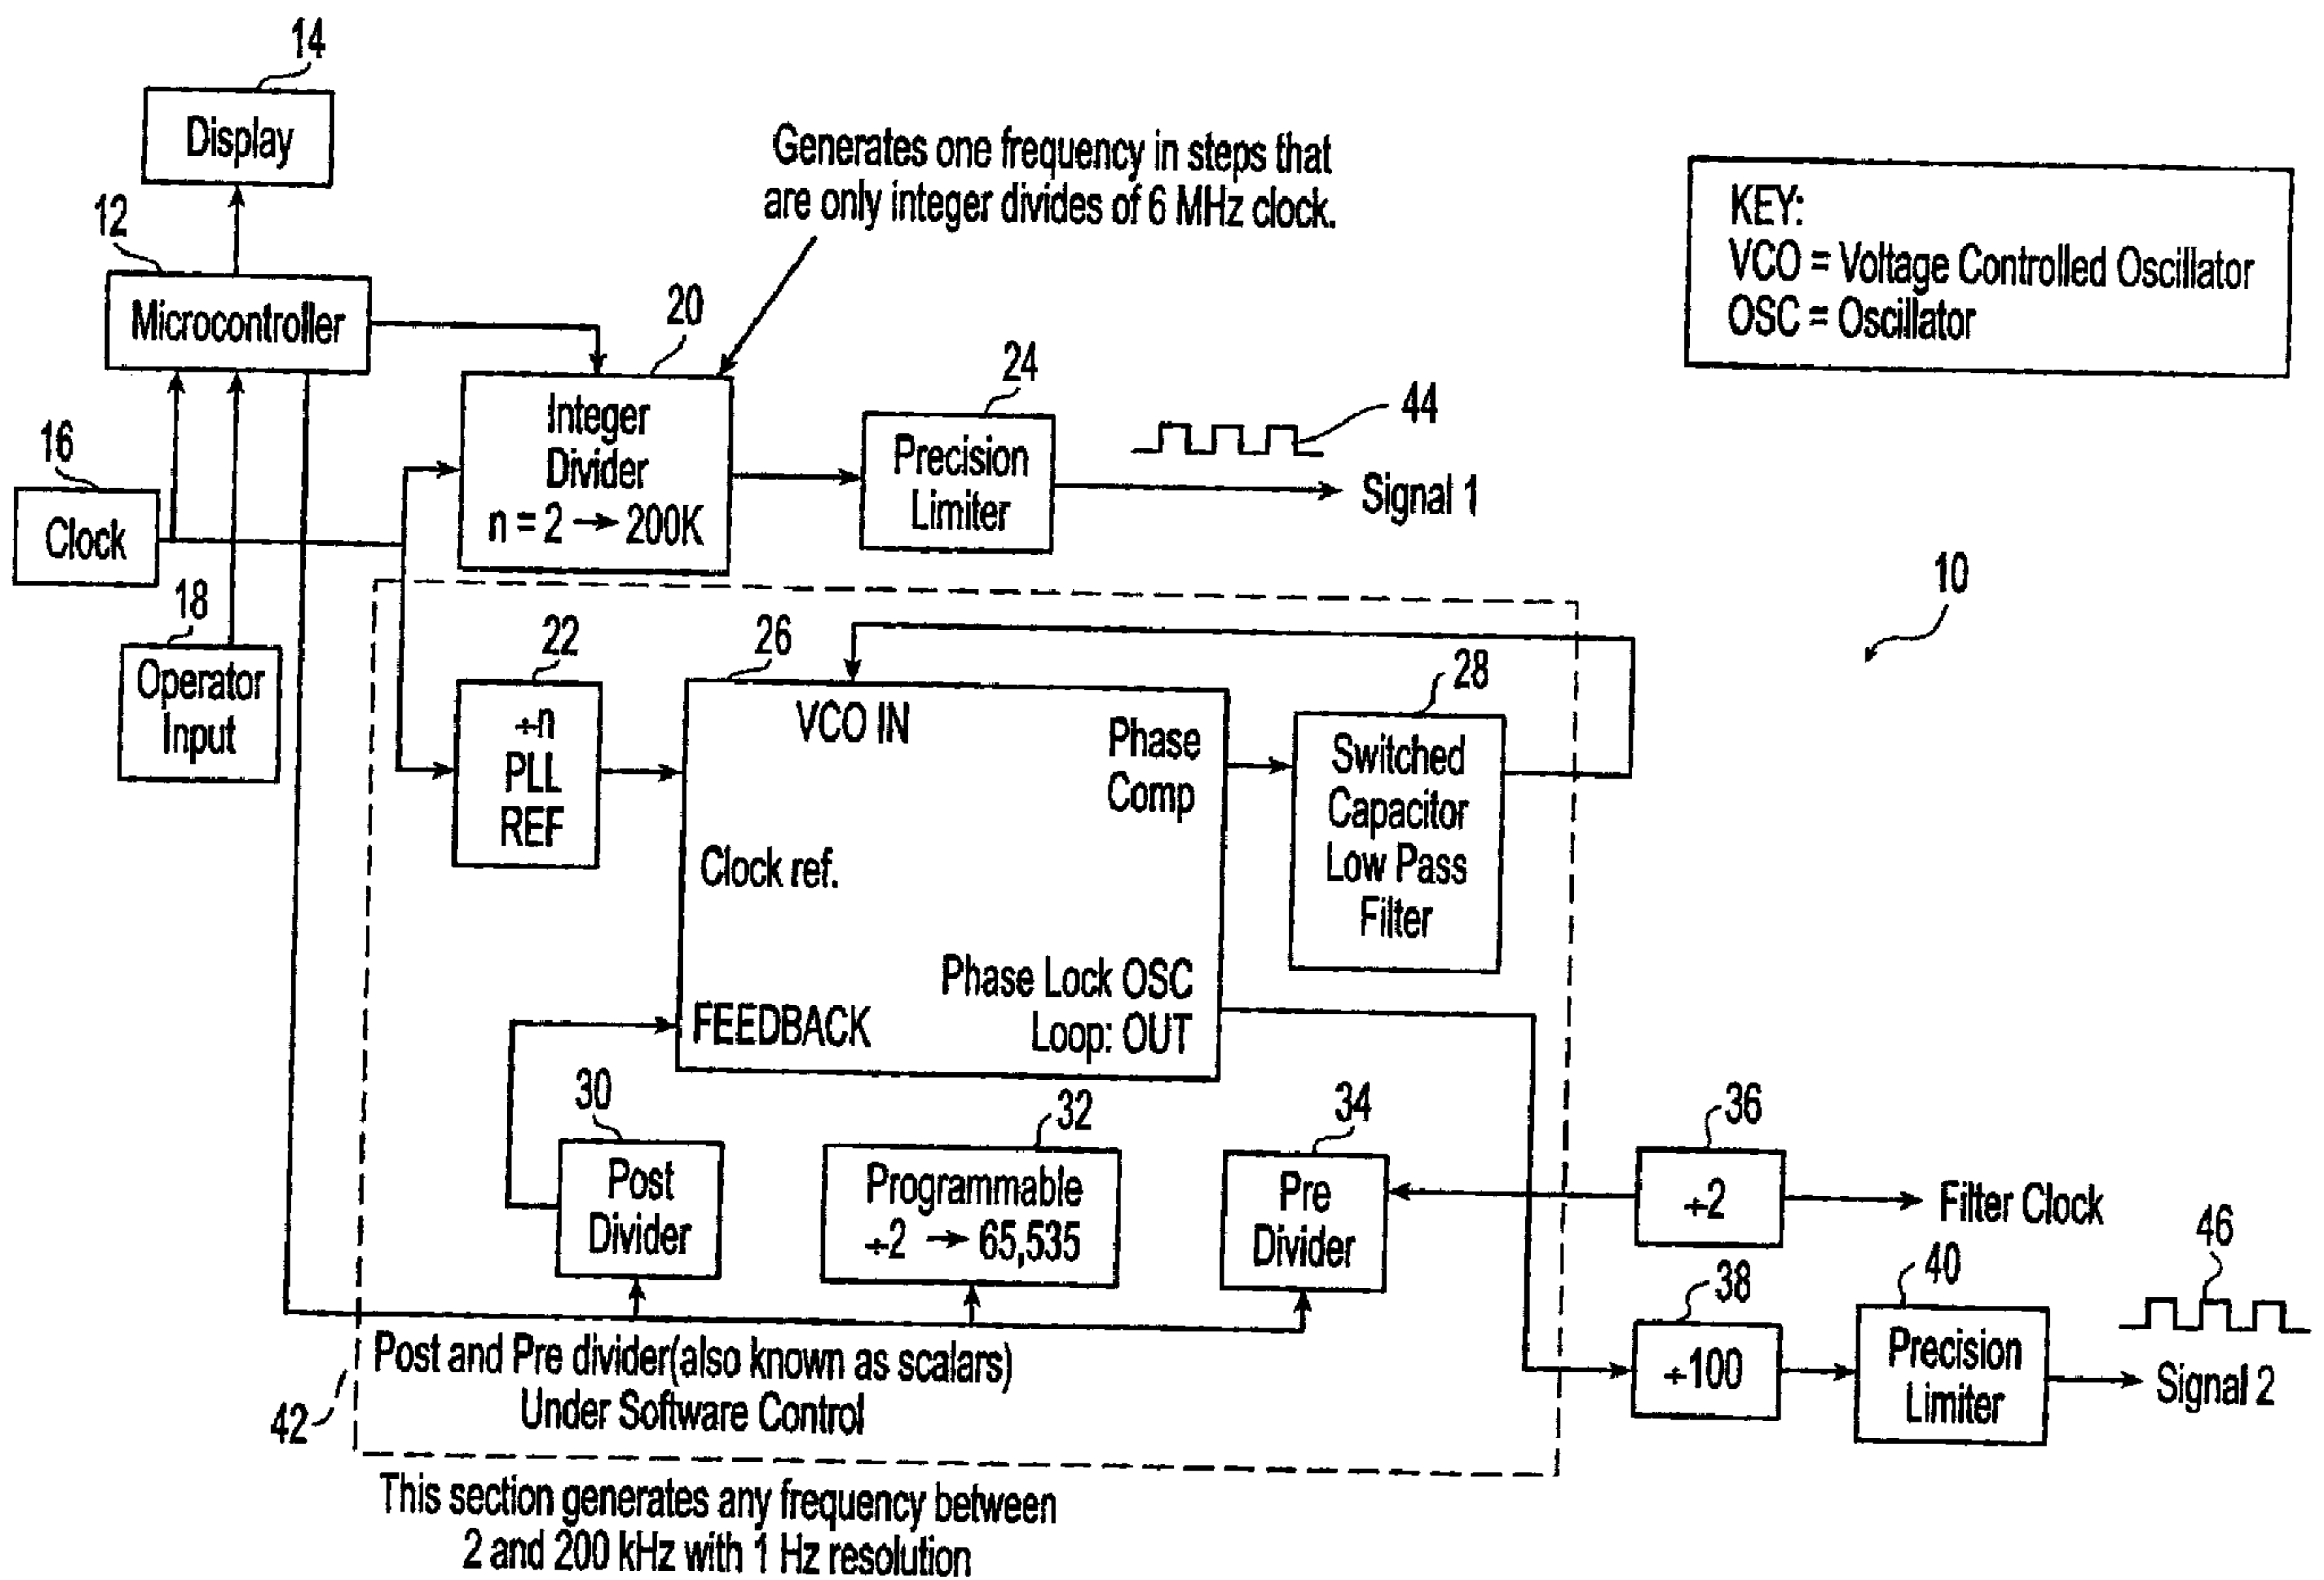 14
Display
12
Microcontroller
Generates one frequency in steps that
are only integer divides of 6 MHz clock.
KEY:
VCO = Voltage Controlled Oscillator
OSC = Oscillator
20
Integer
Divider
n = 2 → 200K
24
Precision
Limiter
44
Signal 1
16
Clock
18
Operator
Input
10
22
÷n
PLL
REF
26
VCO IN
Phase
Comp
Clock ref.
FEEDBACK
Phase Lock OSC
Loop: OUT
28
Switched
Capacitor
Low Pass
Filter
30
Post
Divider
32
Programmable
÷2 → 65,535
34
Pre
Divider
36
÷2
Filter Clock
38
÷100
40
Precision
Limiter
46
Signal 2
Post and Pre divider(also known as scalars)
Under Software Control
42
This section generates any frequency between
2 and 200 kHz with 1 Hz resolution